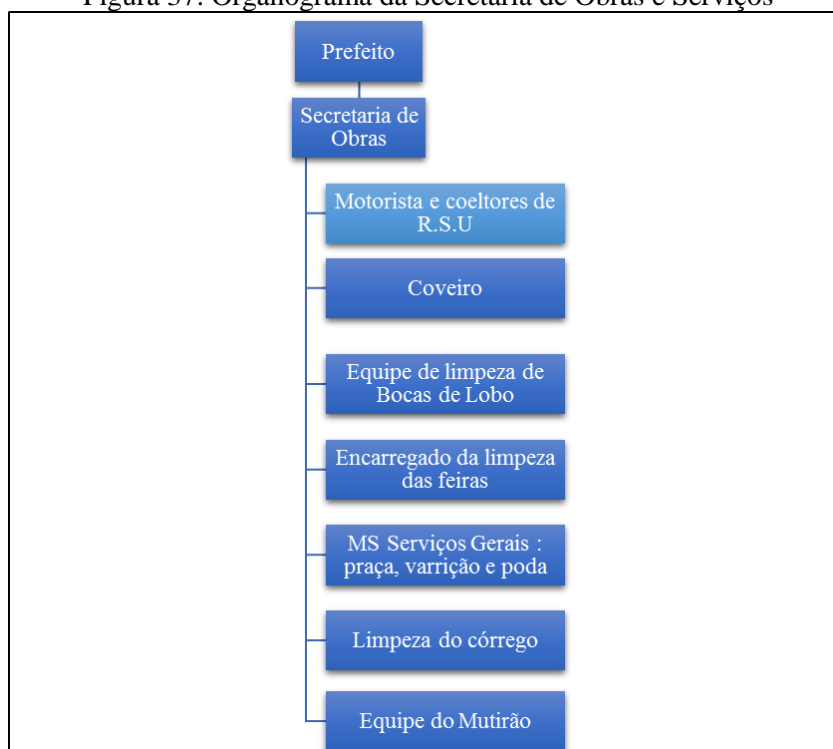 Figura 37: Organograma da Secretaria de Obras e Serviços
Prefeito
Secretaria de
Obras
Motorista e coeltores de
R.S.U
Coveiro
Equipe de limpeza de
Bocas de Lobo
Encarregado da limpeza
das feiras
MS Serviços Gerais :
praça, varrição e poda
Limpeza do córrego
Equipe do Mutirão